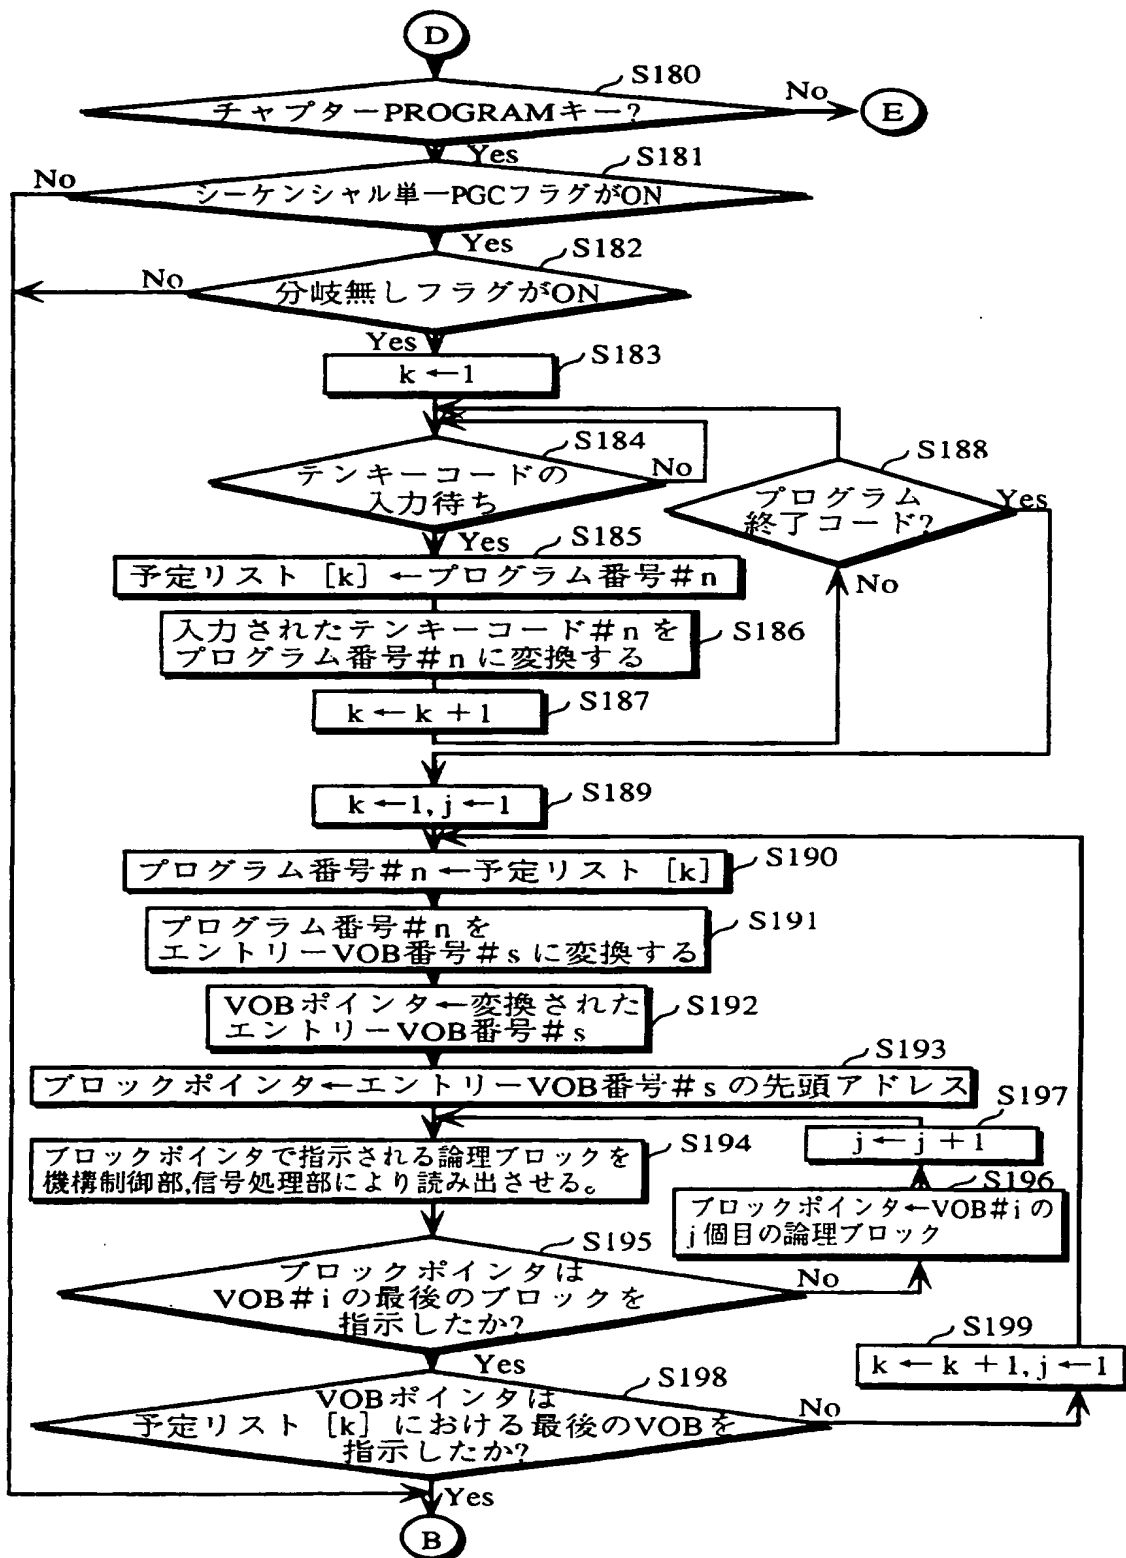 D
S180
チャプターPROGRAMキー?
No
E
Yes
S181
No
シーケンシャル単一PGCフラグがON
Yes
S182
No
分岐無しフラグがON
Yes
S183
k←1
S184
テンキーコードの
入力待ち
No
S188
プログラム
終了コード?
Yes
No
Yes
S185
予定リスト [k] ←プログラム番号#n
S186
入力されたテンキーコード#nを
プログラム番号#nに変換する
S187
k←k+1
S189
k←1, j←1
S190
プログラム番号#n←予定リスト [k]
S191
プログラム番号#nを
エントリーVOB番号#sに変換する
S192
VOBポインタ←変換された
エントリーVOB番号#s
S193
ブロックポインタ←エントリーVOB番号#sの先頭アドレス
S197
j←j+1
S194
ブロックポインタで指示される論理ブロックを
機構制御部,信号処理部により読み出させる。
S196
ブロックポインタ←VOB#iの
j個目の論理ブロック
S195
ブロックポインタは
VOB#iの最後のブロックを
指示したか?
No
Yes
S199
k←k+1, j←1
S198
VOBポインタは
予定リスト [k] における最後のVOBを
指示したか?
No
Yes
B